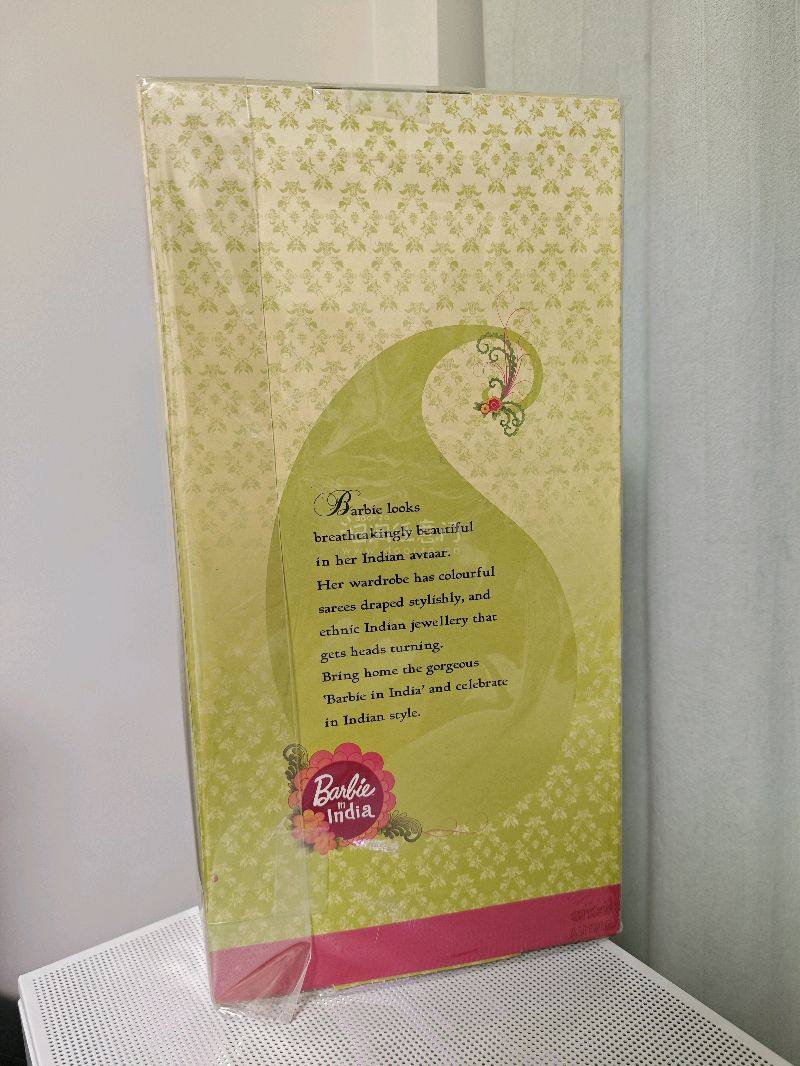 Barbie looks
breathtakingly beautiful
in her Indian avtaar.
Her wardrobe has colourful
sarees draped stylishly, and
ethnic Indian jewellery that
gets heads turning.
Bring home the gorgeous
'Barbie in India' and celebrate
in Indian style.
Barbie
in
India